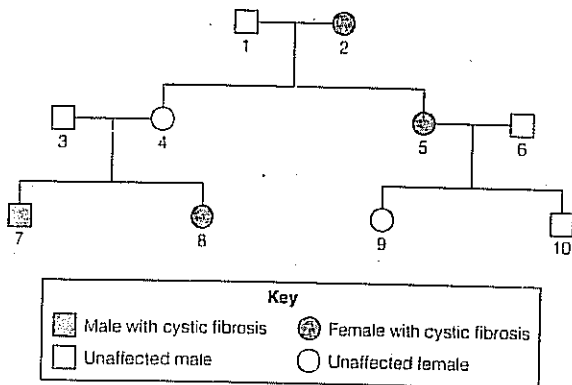 1 2
3 4 5 6
7 8 9 10
Key
Male with cystic fibrosis Female with cystic fibrosis
Unaffected male Unaffected female